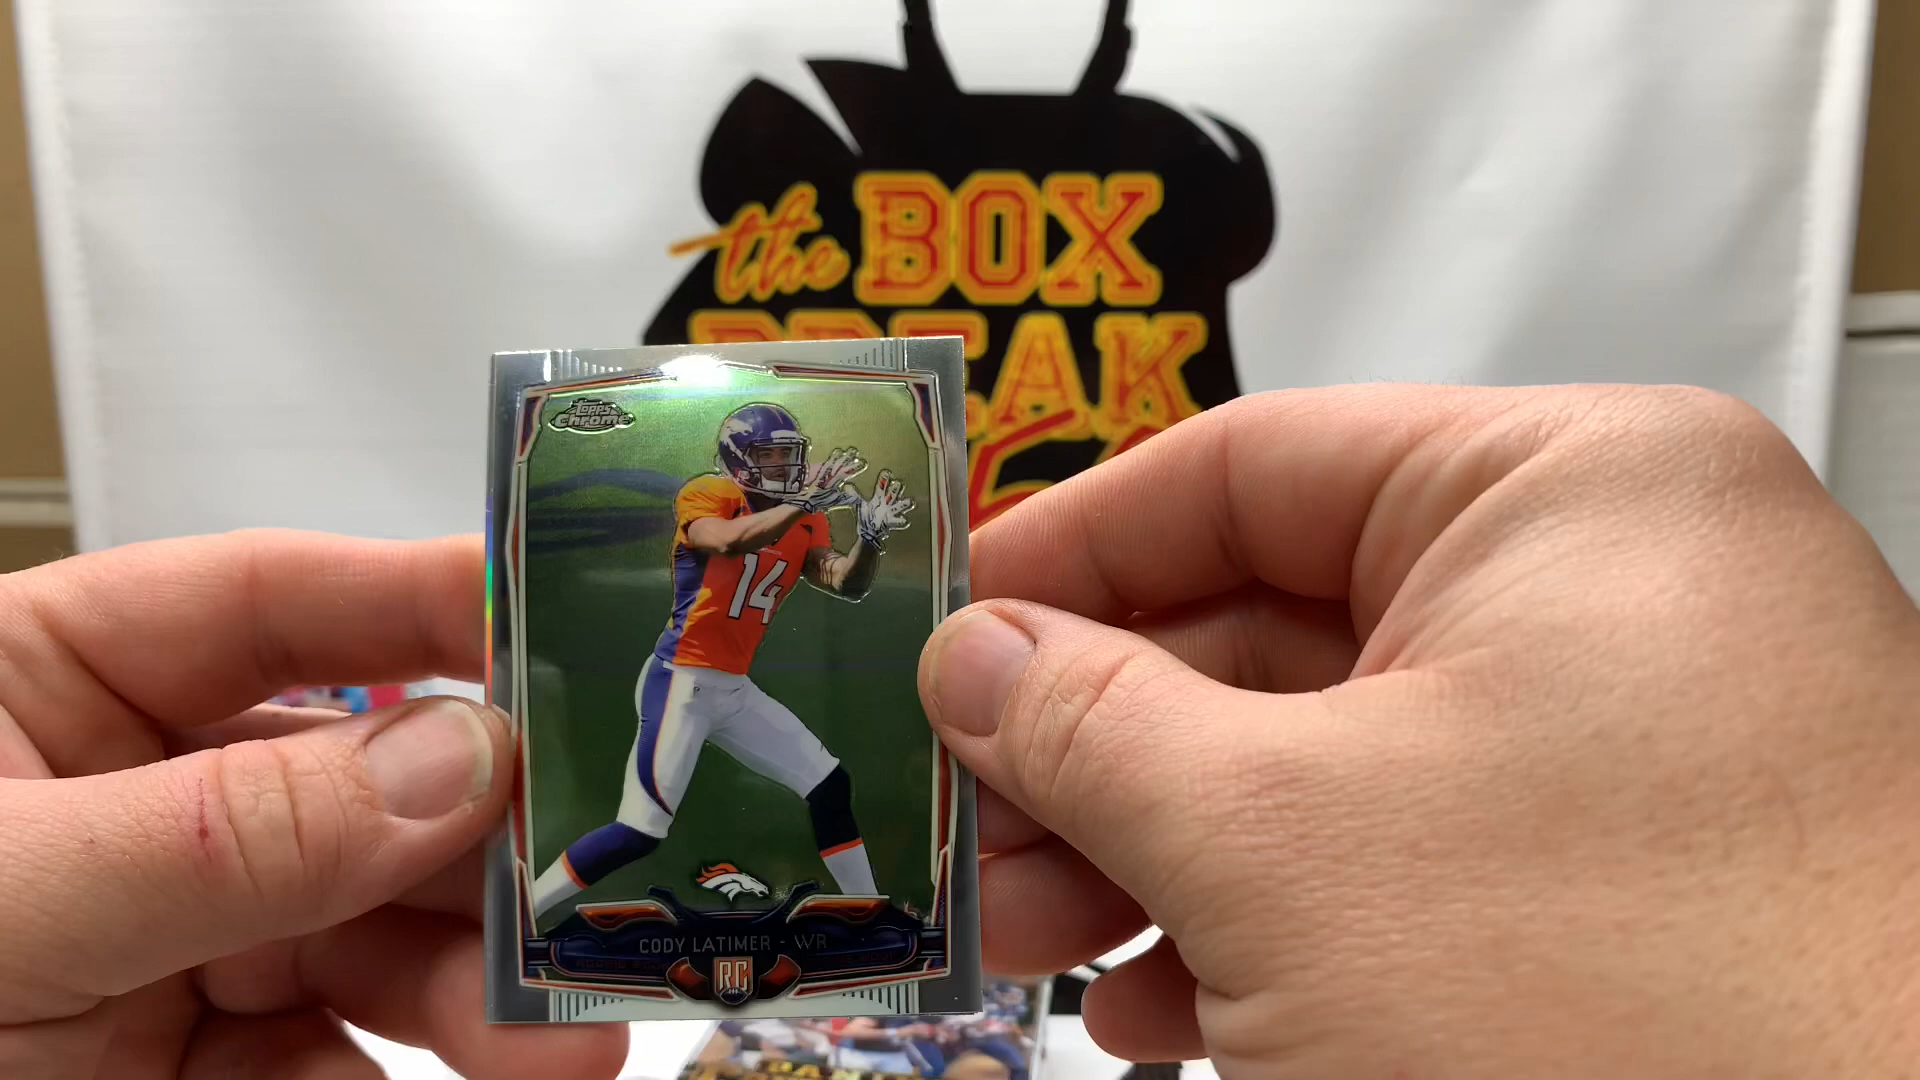 the BOX
BREAK
Topps
Chrome
14
CODY LATIMER - WR
RC